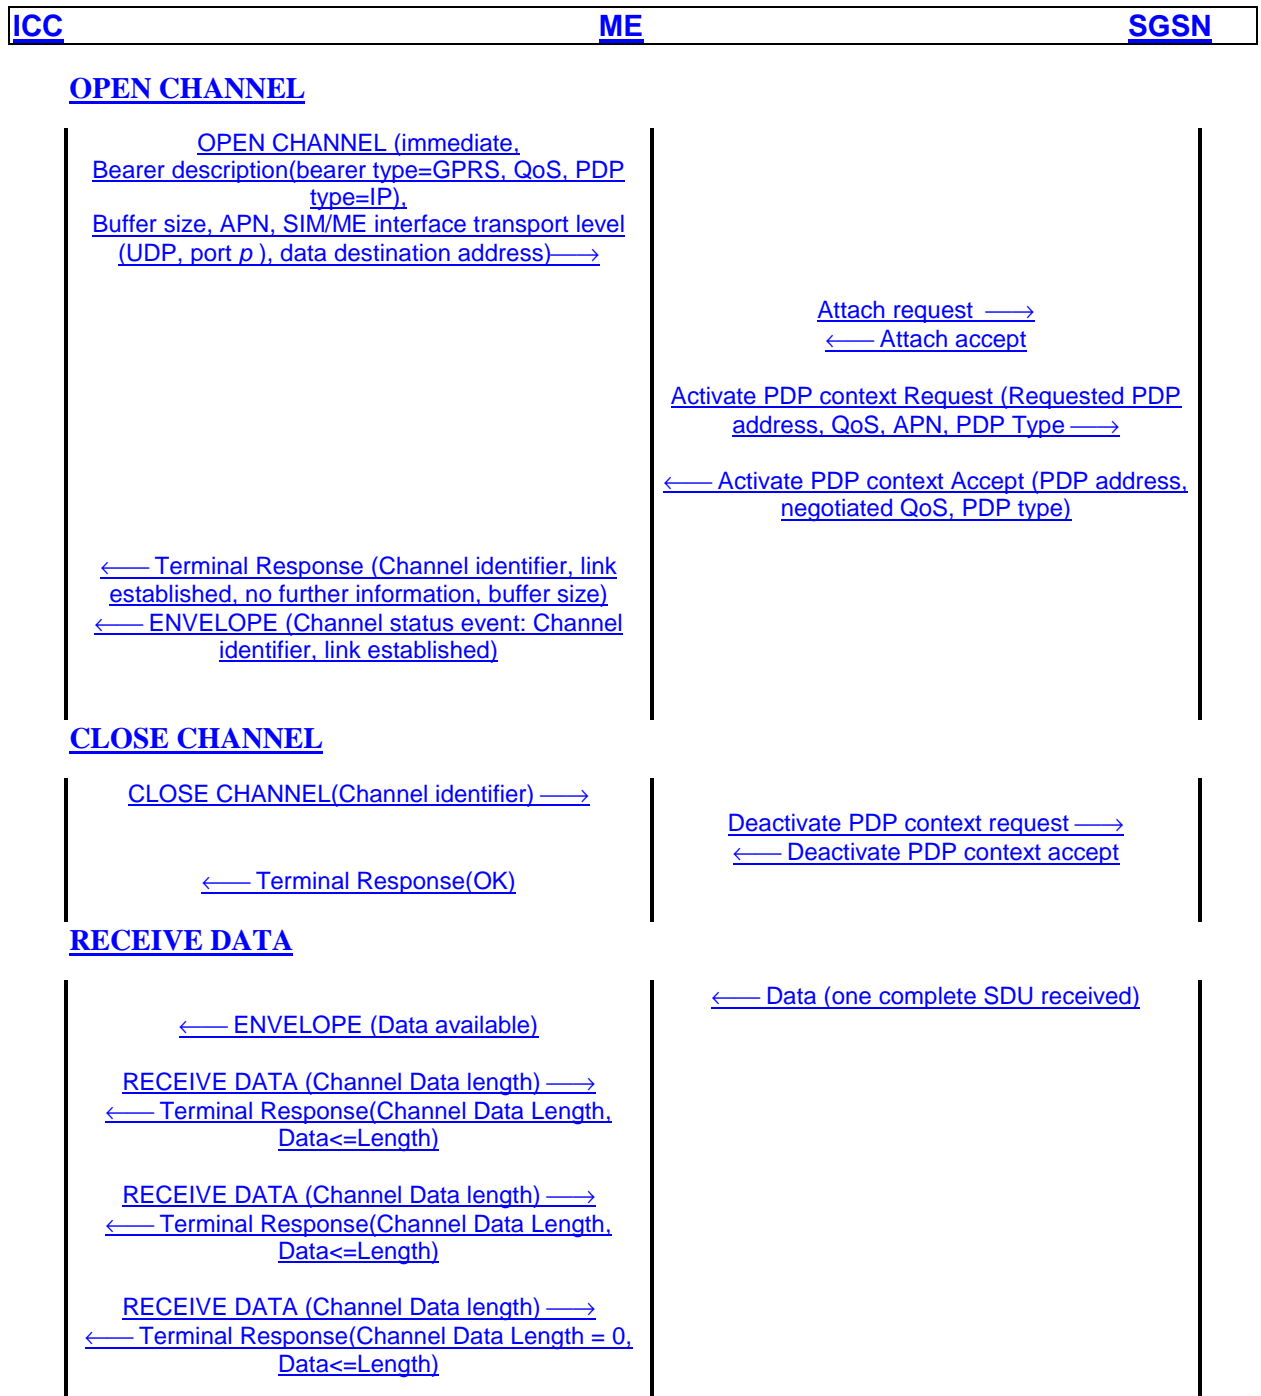 ICC ME SGSN
OPEN CHANNEL
OPEN CHANNEL (immediate,
Bearer description(bearer type=GPRS, QoS, PDP
type=IP),
Buffer size, APN, SIM/ME interface transport level
(UDP, port p ), data destination address)⟶
Attach request ⟶
⟵ Attach accept
Activate PDP context Request (Requested PDP
address, QoS, APN, PDP Type ⟶
⟵ Activate PDP context Accept (PDP address,
negotiated QoS, PDP type)
⟵ Terminal Response (Channel identifier, link
established, no further information, buffer size)
⟵ ENVELOPE (Channel status event: Channel
identifier, link established)
CLOSE CHANNEL
CLOSE CHANNEL(Channel identifier) ⟶
Deactivate PDP context request ⟶
⟵ Deactivate PDP context accept
⟵ Terminal Response(OK)
RECEIVE DATA
⟵ Data (one complete SDU received)
⟵ ENVELOPE (Data available)
RECEIVE DATA (Channel Data length) ⟶
⟵ Terminal Response(Channel Data Length,
Data<=Length)
RECEIVE DATA (Channel Data length) ⟶
⟵ Terminal Response(Channel Data Length,
Data<=Length)
RECEIVE DATA (Channel Data length) ⟶
⟵ Terminal Response(Channel Data Length = 0,
Data<=Length)